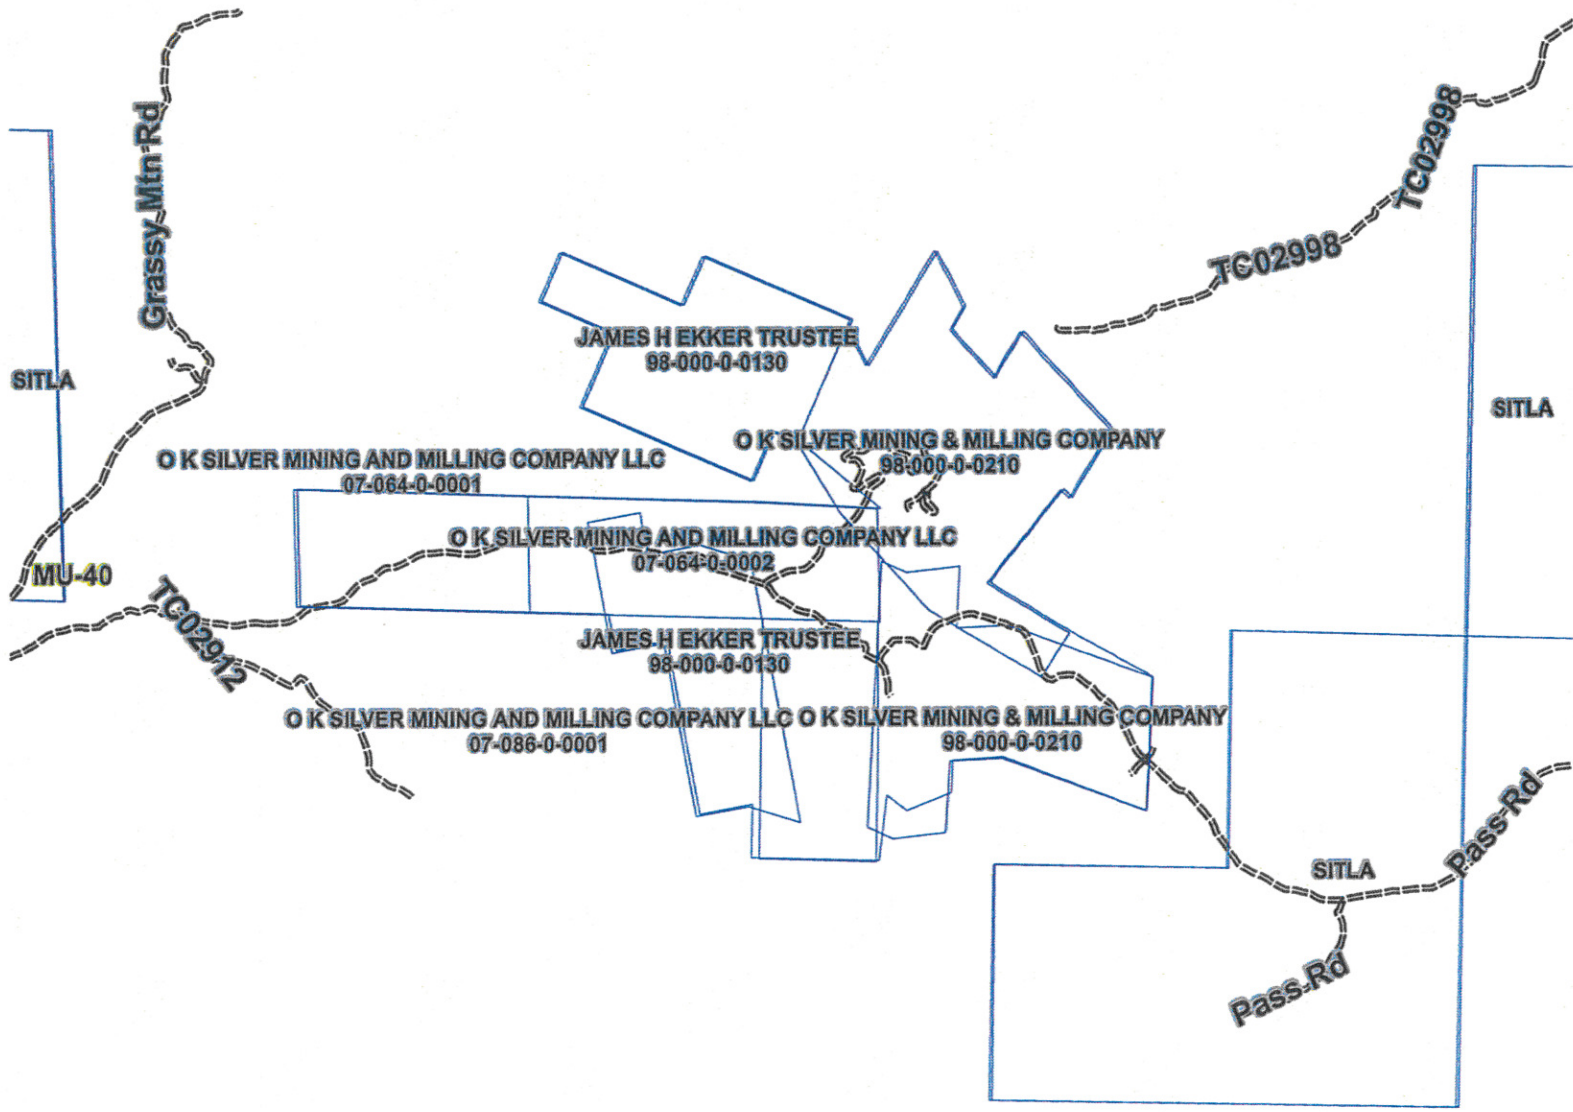 Grassy Mtn Rd
TC02998
TC02998
JAMES H EKKER TRUSTEE
98-000-0-0130
SITLA
SITLA
O K SILVER MINING & MILLING COMPANY
98-000-0-0210
O K SILVER MINING AND MILLING COMPANY LLC
07-064-0-0001
O K SILVER MINING AND MILLING COMPANY LLC
07-064-0-0002
MU-40
TC02912
JAMES H EKKER TRUSTEE
98-000-0-0130
O K SILVER MINING AND MILLING COMPANY LLC
07-086-0-0001
O K SILVER MINING & MILLING COMPANY
98-000-0-0210
Pass Rd
SITLA
Pass Rd